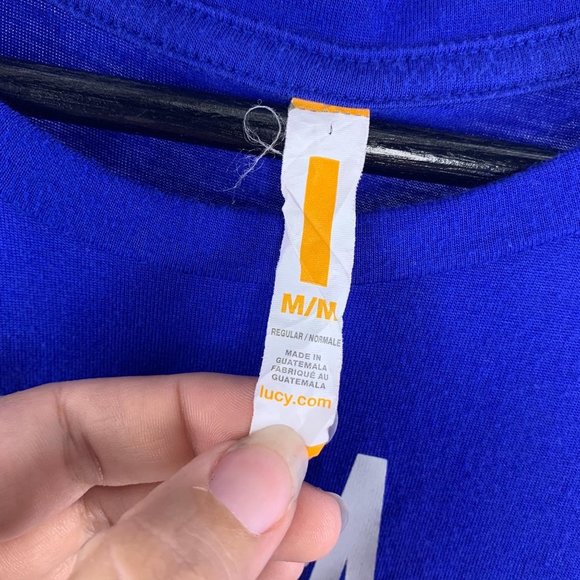 M/M
REGULAR / NORMALE
MADE IN
GUATEMALA
FABRIQUÉ AU
GUATEMALA
lucy.com